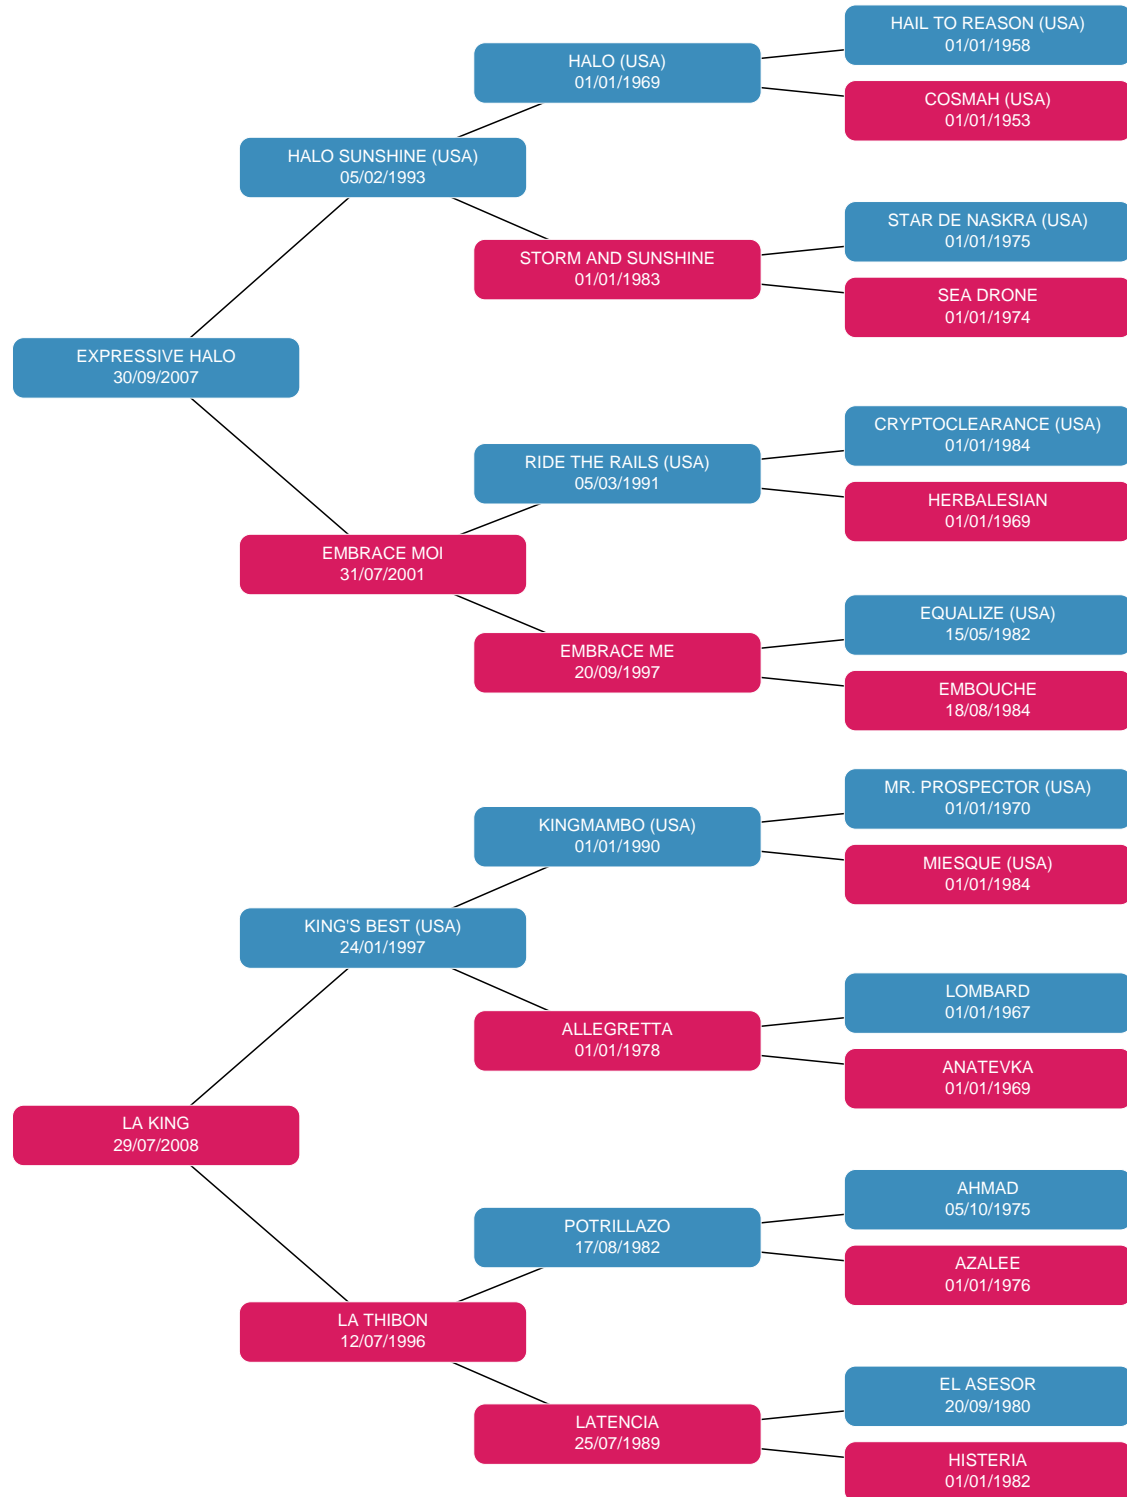 HAIL TO REASON (USA)
01/01/1958
HALO (USA)
01/01/1969
COSMAH (USA)
01/01/1953
HALO SUNSHINE (USA)
05/02/1993
STAR DE NASKRA (USA)
01/01/1975
STORM AND SUNSHINE
01/01/1983
SEA DRONE
01/01/1974
EXPRESSIVE HALO
30/09/2007
CRYPTOCLEARANCE (USA)
01/01/1984
RIDE THE RAILS (USA)
05/03/1991
HERBALESIAN
01/01/1969
EMBRACE MOI
31/07/2001
EQUALIZE (USA)
15/05/1982
EMBRACE ME
20/09/1997
EMBOUCHE
18/08/1984
MR. PROSPECTOR (USA)
01/01/1970
KINGMAMBO (USA)
01/01/1990
MIESQUE (USA)
01/01/1984
KING'S BEST (USA)
24/01/1997
LOMBARD
01/01/1967
ALLEGRETTA
01/01/1978
ANATEVKA
01/01/1969
LA KING
29/07/2008
AHMAD
05/10/1975
POTRILLAZO
17/08/1982
AZALEE
01/01/1976
LA THIBON
12/07/1996
EL ASESOR
20/09/1980
LATENCIA
25/07/1989
HISTERIA
01/01/1982